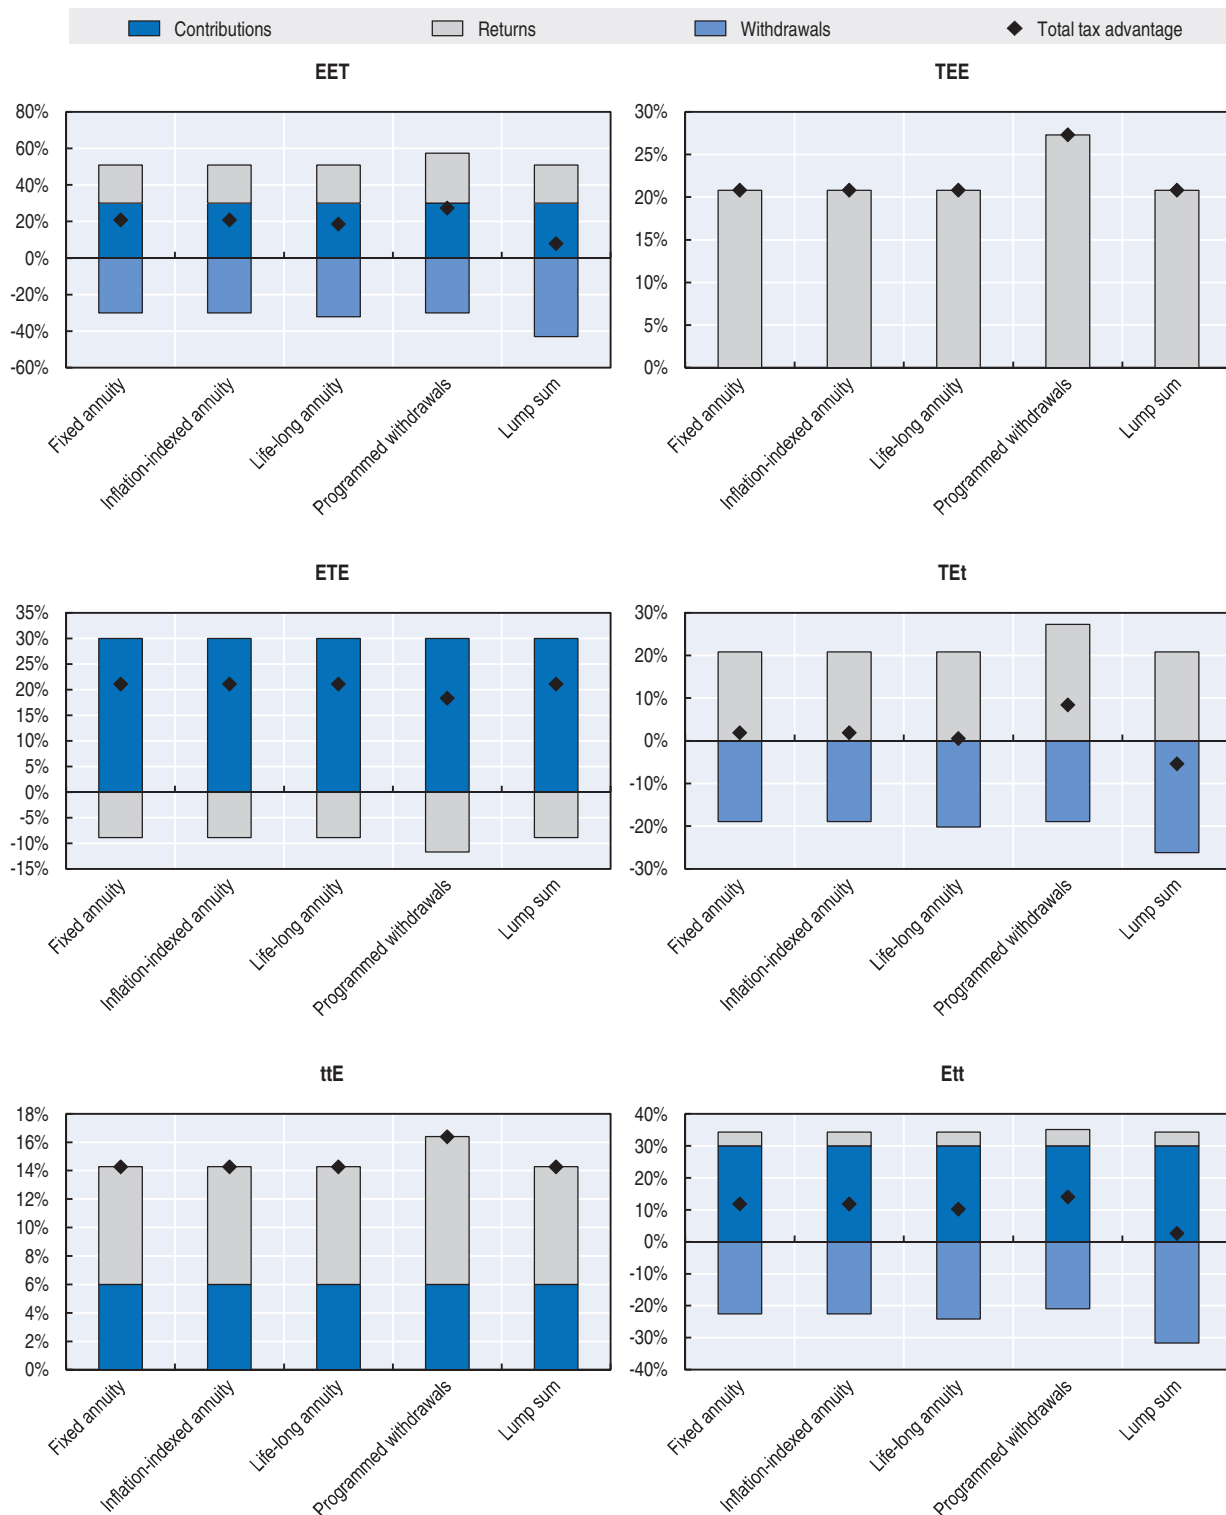 Contributions Returns Withdrawals Total tax advantage
EET
80%
60%
40%
20%
0%
-20%
-40%
-60%
Fixed annuity
Inflation-indexed annuity
Life-long annuity
Programmed withdrawals
Lump sum
TEE
30%
25%
20%
15%
10%
5%
0%
Fixed annuity
Inflation-indexed annuity
Life-long annuity
Programmed withdrawals
Lump sum
ETE
35%
30%
25%
20%
15%
10%
5%
0%
-5%
-10%
-15%
Fixed annuity
Inflation-indexed annuity
Life-long annuity
Programmed withdrawals
Lump sum
TEt
30%
20%
10%
0%
-10%
-20%
-30%
Fixed annuity
Inflation-indexed annuity
Life-long annuity
Programmed withdrawals
Lump sum
ttE
18%
16%
14%
12%
10%
8%
6%
4%
2%
0%
Fixed annuity
Inflation-indexed annuity
Life-long annuity
Programmed withdrawals
Lump sum
Ett
40%
30%
20%
10%
0%
-10%
-20%
-30%
-40%
Fixed annuity
Inflation-indexed annuity
Life-long annuity
Programmed withdrawals
Lump sum